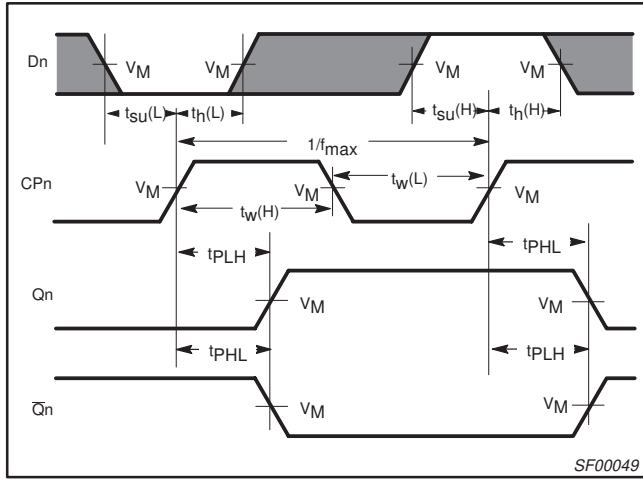 Dn
VM VM VM VM
tsu(L) th(L) tsu(H) th(H)
1/fmax
CPn
VM VM tw(L) VM
tw(H)
tPLH tPHL
Qn
VM VM
tPHL tPLH
Q̅n
VM VM
SF00049